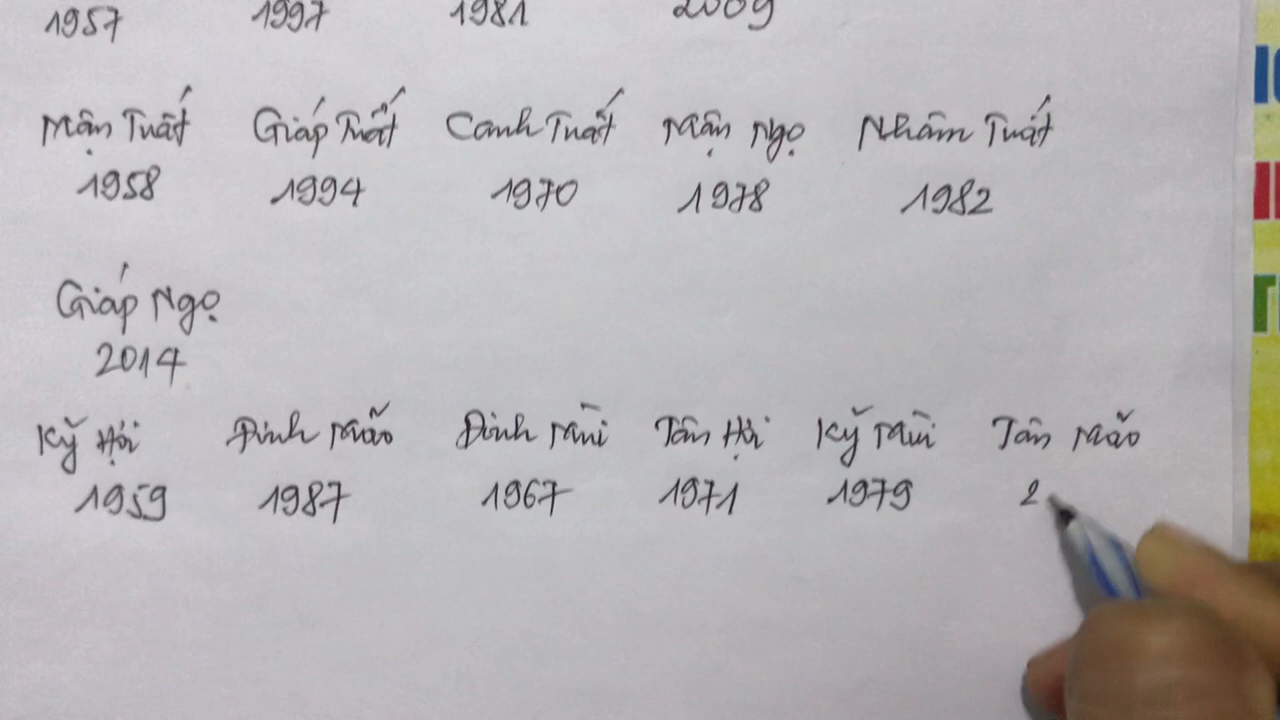 1957 1997 1981 2009
Mậu Tuất Giáp Tuất Canh Tuất Mậu Ngọ Nhâm Tuất
1958 1994 1970 1978 1982
Giáp Ngọ
2014
Kỷ Hợi Đinh Mão Đinh Mùi Tân Hợi Kỷ Mùi Tân Mão
1959 1987 1967 1971 1979 2